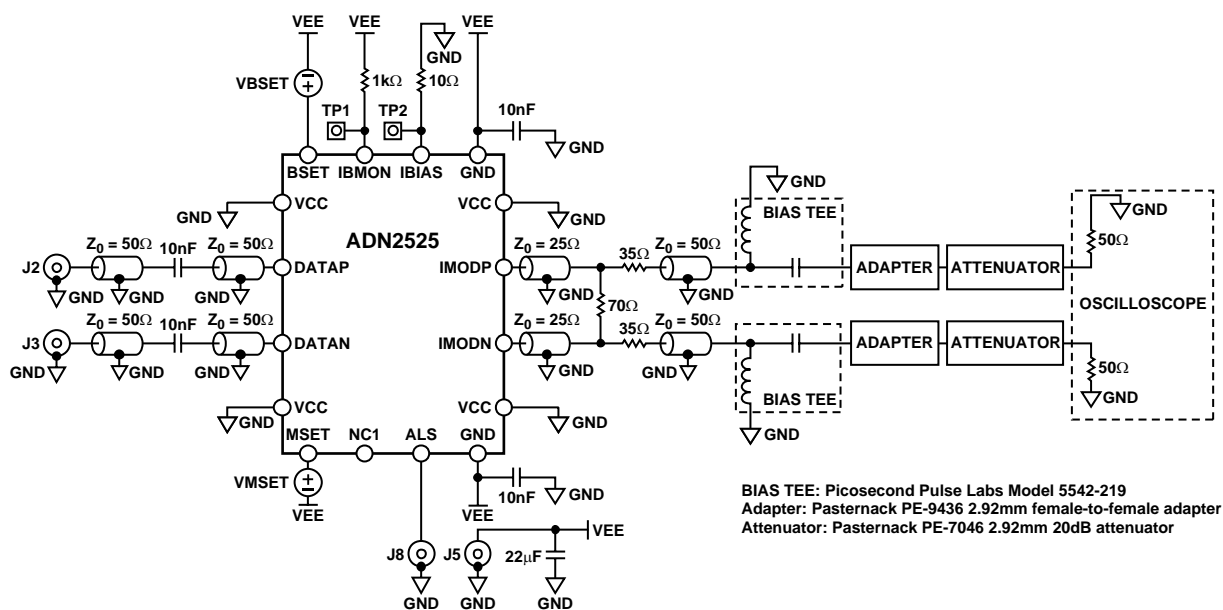 VEE
VEE
VEE
GND
VBSET
1kΩ
10Ω
TP1
TP2
10nF
GND
BSET
IBMON
IBIAS
GND
GND
VCC
VCC
GND
ADN2525
GND
BIAS TEE
GND
50Ω
J2
Z0 = 50Ω
10nF
Z0 = 50Ω
DATAP
IMODP
Z0 = 25Ω
35Ω
Z0 = 50Ω
ADAPTER
ATTENUATOR
GND
GND
GND
GND
GND
70Ω
OSCILLOSCOPE
J3
Z0 = 50Ω
10nF
Z0 = 50Ω
DATAN
IMODN
Z0 = 25Ω
35Ω
Z0 = 50Ω
ADAPTER
ATTENUATOR
50Ω
GND
GND
GND
GND
GND
GND
BIAS TEE
GND
GND
VCC
VCC
GND
MSET
NC1
ALS
GND
VMSET
VEE
10nF
GND
VEE
VEE
J8
J5
22μF
GND
GND
GND
BIAS TEE: Picosecond Pulse Labs Model 5542-219
Adapter: Pasternack PE-9436 2.92mm female-to-female adapter
Attenuator: Pasternack PE-7046 2.92mm 20dB attenuator